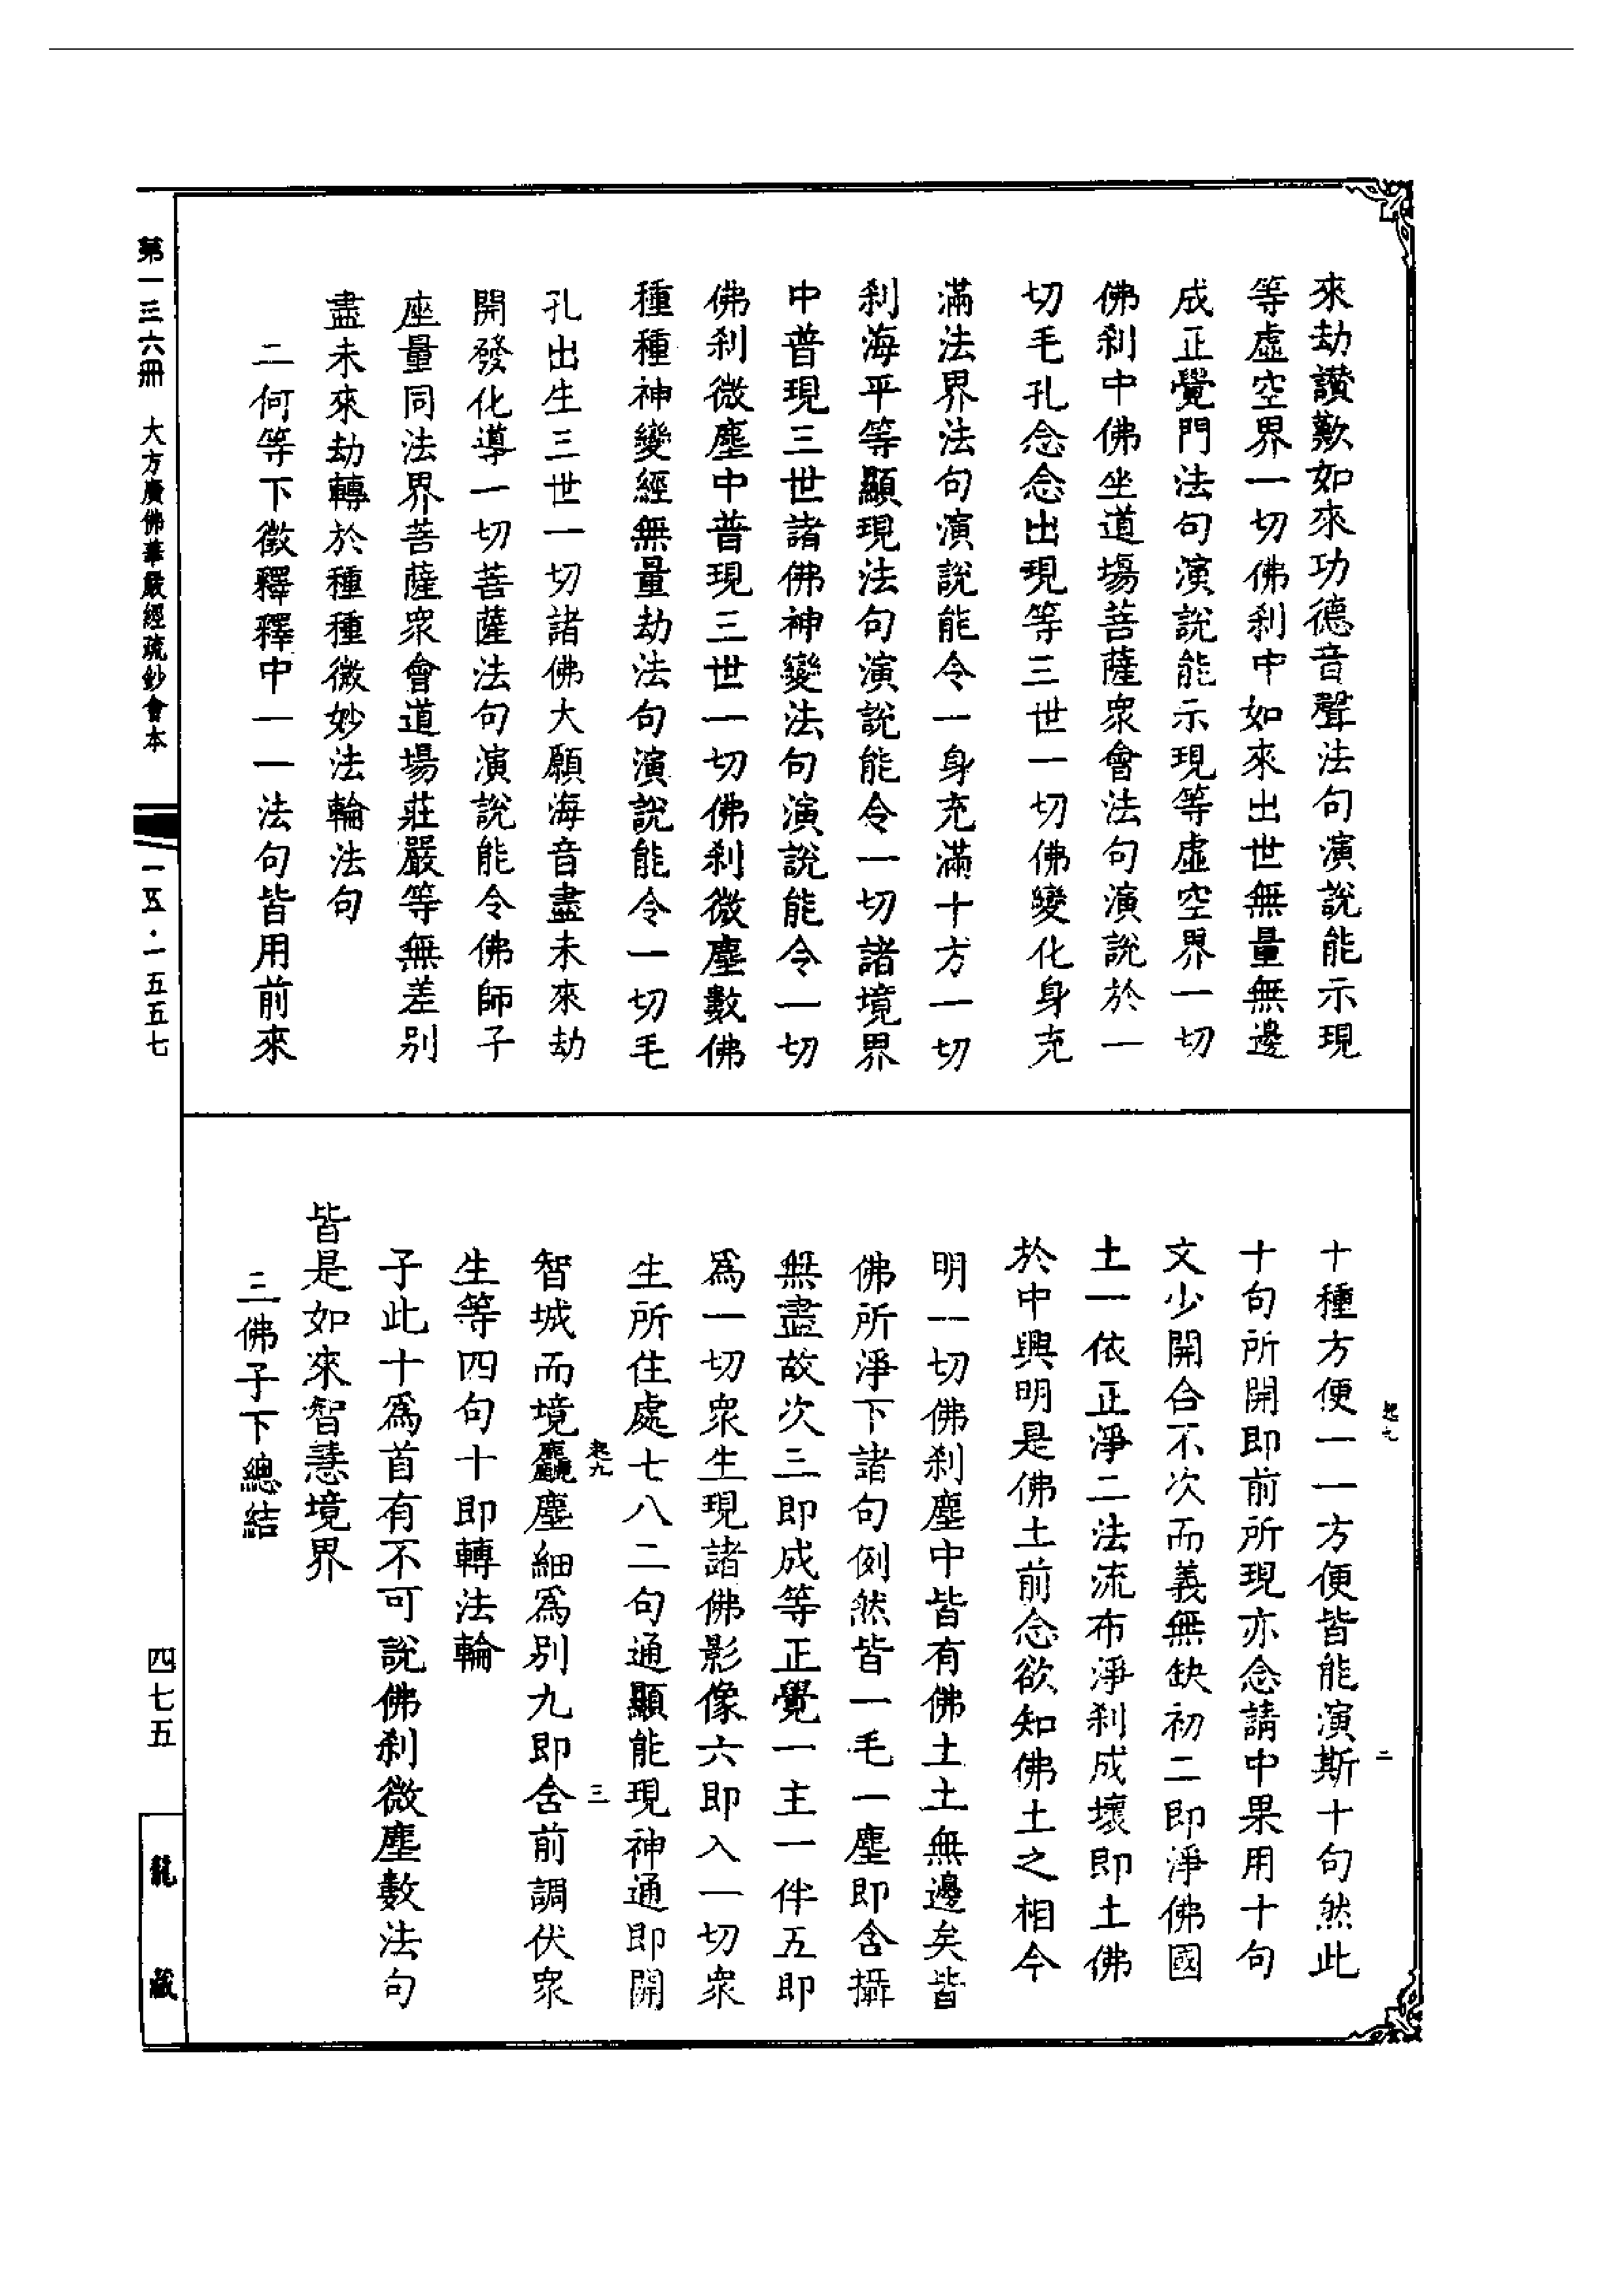 來劫讚歎如來功德音聲法句演說能示現
等虛空界一切佛刹中如來出世無量無邊
成正覺門法句演說能示現等虛空界一切
佛刹中佛坐道場菩薩衆會法句演說於一
切毛孔念念出現等三世一切佛變化身充
滿法界法句演說能令一身充滿十方一切
刹海平等顯現法句演說能令一切諸境界
中普現三世諸佛神變法句演說能令一切
佛刹微塵中普現三世一切佛刹微塵數佛
種種神變經無量劫法句演說能令一切毛
孔出生三世一切諸佛大願海音盡未來劫
開發化導一切菩薩法句演說能令佛師子
座量同法界菩薩衆會道場莊嚴等無差別
盡未來劫轉於種種微妙法輪法句
二何等下徵釋釋中一一法句皆用前來
起九
二
十種方便一一方便皆能演斯十句然此
十句所開即前所現亦念請中果用十句
文少開合不次而義無缺初二即淨佛國
土一依正淨二法流布淨刹成壞即土佛
於中興明是佛土前念欲知佛土之相今
明一切佛刹塵中皆有佛土土無邊矣皆
佛所淨下諸句例然皆一毛一塵即含攝
無盡故次三即成等正覺一主一伴五即
爲一切衆生現諸佛影像六即入一切衆
生所住處七八二句通顯能現神通即開
起九
三
智城而境麤塵細爲別九即含前調伏衆
生等四句十即轉法輪
子此十爲首有不可說佛刹微塵數法句
皆是如來智慧境界
三佛子下總結
第一三六冊 大方廣佛華嚴經疏鈔會本
一五·一五五七
四七五
龍藏